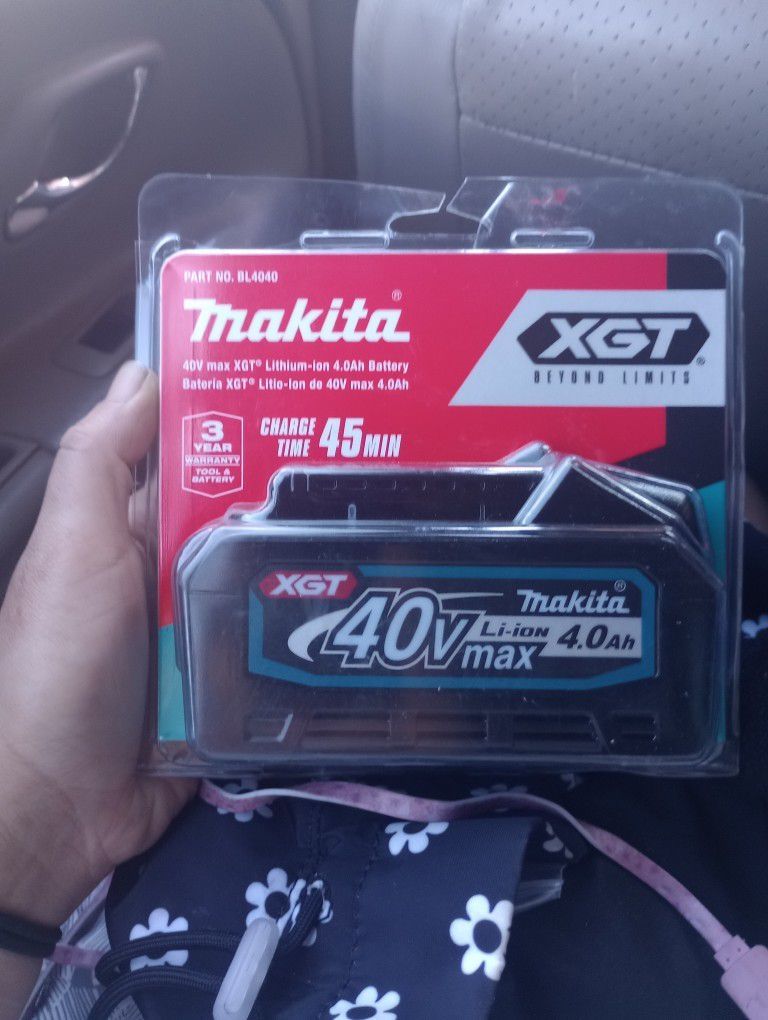 PART NO. BL4040
makita®
40V max XGT® Lithium-ion 4.0Ah Battery
Batería XGT® Litio-Ion de 40V max 4.0Ah
XGT®
BEYOND LIMITS
3
YEAR
WARRANTY
TOOL &
BATTERY
CHARGE
TIME 45MIN
XGT
makita®
40V max
Li-ion 4.0Ah